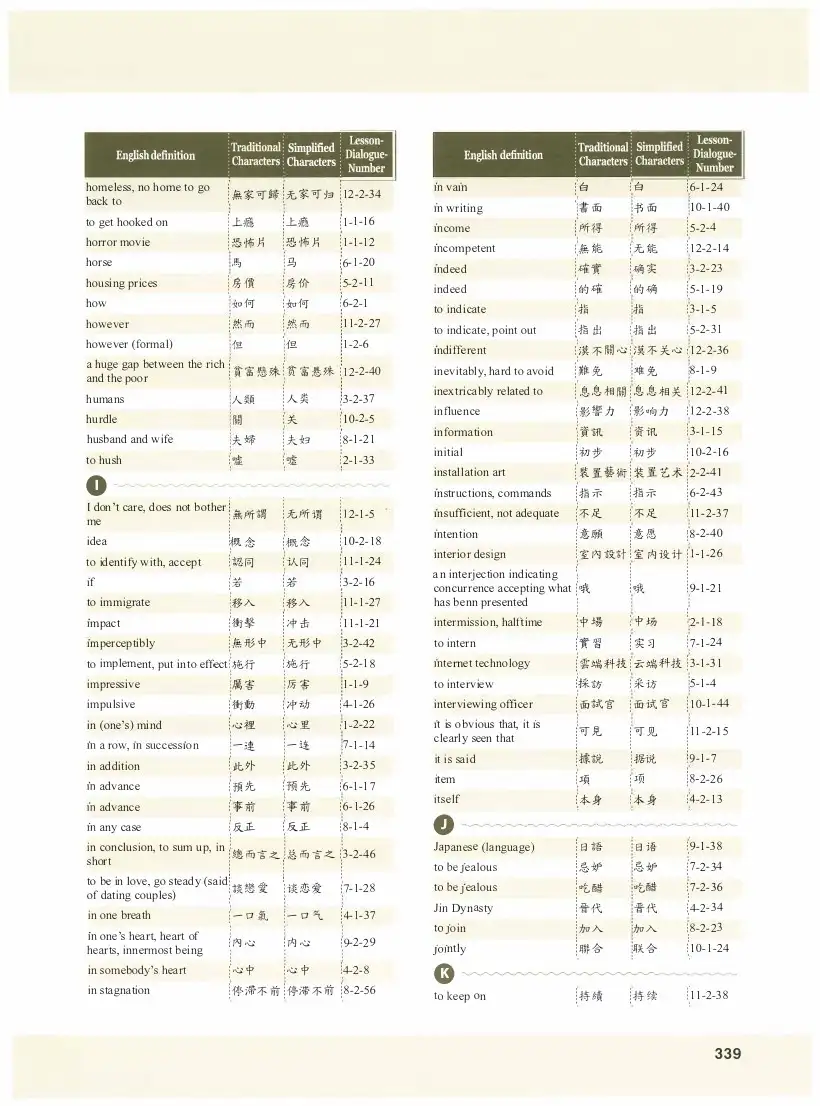 English definition Traditional Characters Simplified Characters Lesson-Dialogue-Number
homeless, no home to go back to 無家可歸 无家可归 12-2-34
to get hooked on 上癮 上瘾 1-1-16
horror movie 恐怖片 恐怖片 1-1-12
horse 馬 马 6-1-20
housing prices 房價 房价 5-2-11
how 如何 如何 6-2-1
however 然而 然而 11-2-27
however (formal) 但 但 1-2-6
a huge gap between the rich and the poor 貧富懸殊 贫富悬殊 12-2-40
humans 人類 人类 3-2-37
hurdle 關 关 10-2-5
husband and wife 夫婦 夫妇 8-1-21
to hush 噓 嘘 2-1-33
I
I don't care, does not bother me 無所謂 无所谓 12-1-5
idea 概念 概念 10-2-18
to identify with, accept 認同 认同 11-1-24
if 若 若 3-2-16
to immigrate 移入 移入 11-1-27
impact 衝擊 冲击 11-1-21
imperceptibly 無形中 无形中 3-2-42
to implement, put into effect 施行 施行 5-2-18
impressive 厲害 厉害 1-1-9
impulsive 衝動 冲动 4-1-26
in (one's) mind 心裡 心里 1-2-22
in a row, in succession 一連 一连 7-1-14
in addition 此外 此外 3-2-35
in advance 預先 预先 6-1-17
in advance 事前 事前 6-1-26
in any case 反正 反正 8-1-4
in conclusion, to sum up, in short 總而言之 总而言之 3-2-46
to be in love, go steady (said of dating couples) 談戀愛 谈恋爱 7-1-28
in one breath 一口氣 一口气 4-1-37
in one's heart, heart of hearts, innermost being 內心 内心 9-2-29
in somebody's heart 心中 心中 4-2-8
in stagnation 停滯不前 停滞不前 8-2-56
English definition Traditional Characters Simplified Characters Lesson-Dialogue-Number
in vain 白 白 6-1-24
in writing 書面 书面 10-1-40
income 所得 所得 5-2-4
incompetent 無能 无能 12-2-14
indeed 確實 确实 3-2-23
indeed 的確 的确 5-1-19
to indicate 指 指 3-1-5
to indicate, point out 指出 指出 5-2-31
indifferent 漠不關心 漠不关心 12-2-36
inevitably, hard to avoid 難免 难免 8-1-9
inextricably related to 息息相關 息息相关 12-2-41
influence 影響力 影响力 12-2-38
information 資訊 资讯 3-1-15
initial 初步 初步 10-2-16
installation art 裝置藝術 装置艺术 2-2-41
instructions, commands 指示 指示 6-2-43
insufficient, not adequate 不足 不足 11-2-37
intention 意願 意愿 8-2-40
interior design 室內設計 室内设计 1-1-26
an interjection indicating concurrence accepting what has benn presented 哦 哦 9-1-21
intermission, halftime 中場 中场 2-1-18
to intern 實習 实习 7-1-24
internet technology 雲端科技 云端科技 3-1-31
to interview 採訪 采访 5-1-4
interviewing officer 面試官 面试官 10-1-44
it is obvious that, it is clearly seen that 可見 可见 11-2-15
it is said 據說 据说 9-1-7
item 項 项 8-2-26
itself 本身 本身 4-2-13
J
Japanese (language) 日語 日语 9-1-38
to be jealous 忌妒 忌妒 7-2-34
to be jealous 吃醋 吃醋 7-2-36
Jin Dynasty 晉代 晋代 4-2-34
to join 加入 加入 8-2-23
jointly 聯合 联合 10-1-24
K
to keep on 持續 持续 11-2-38
339